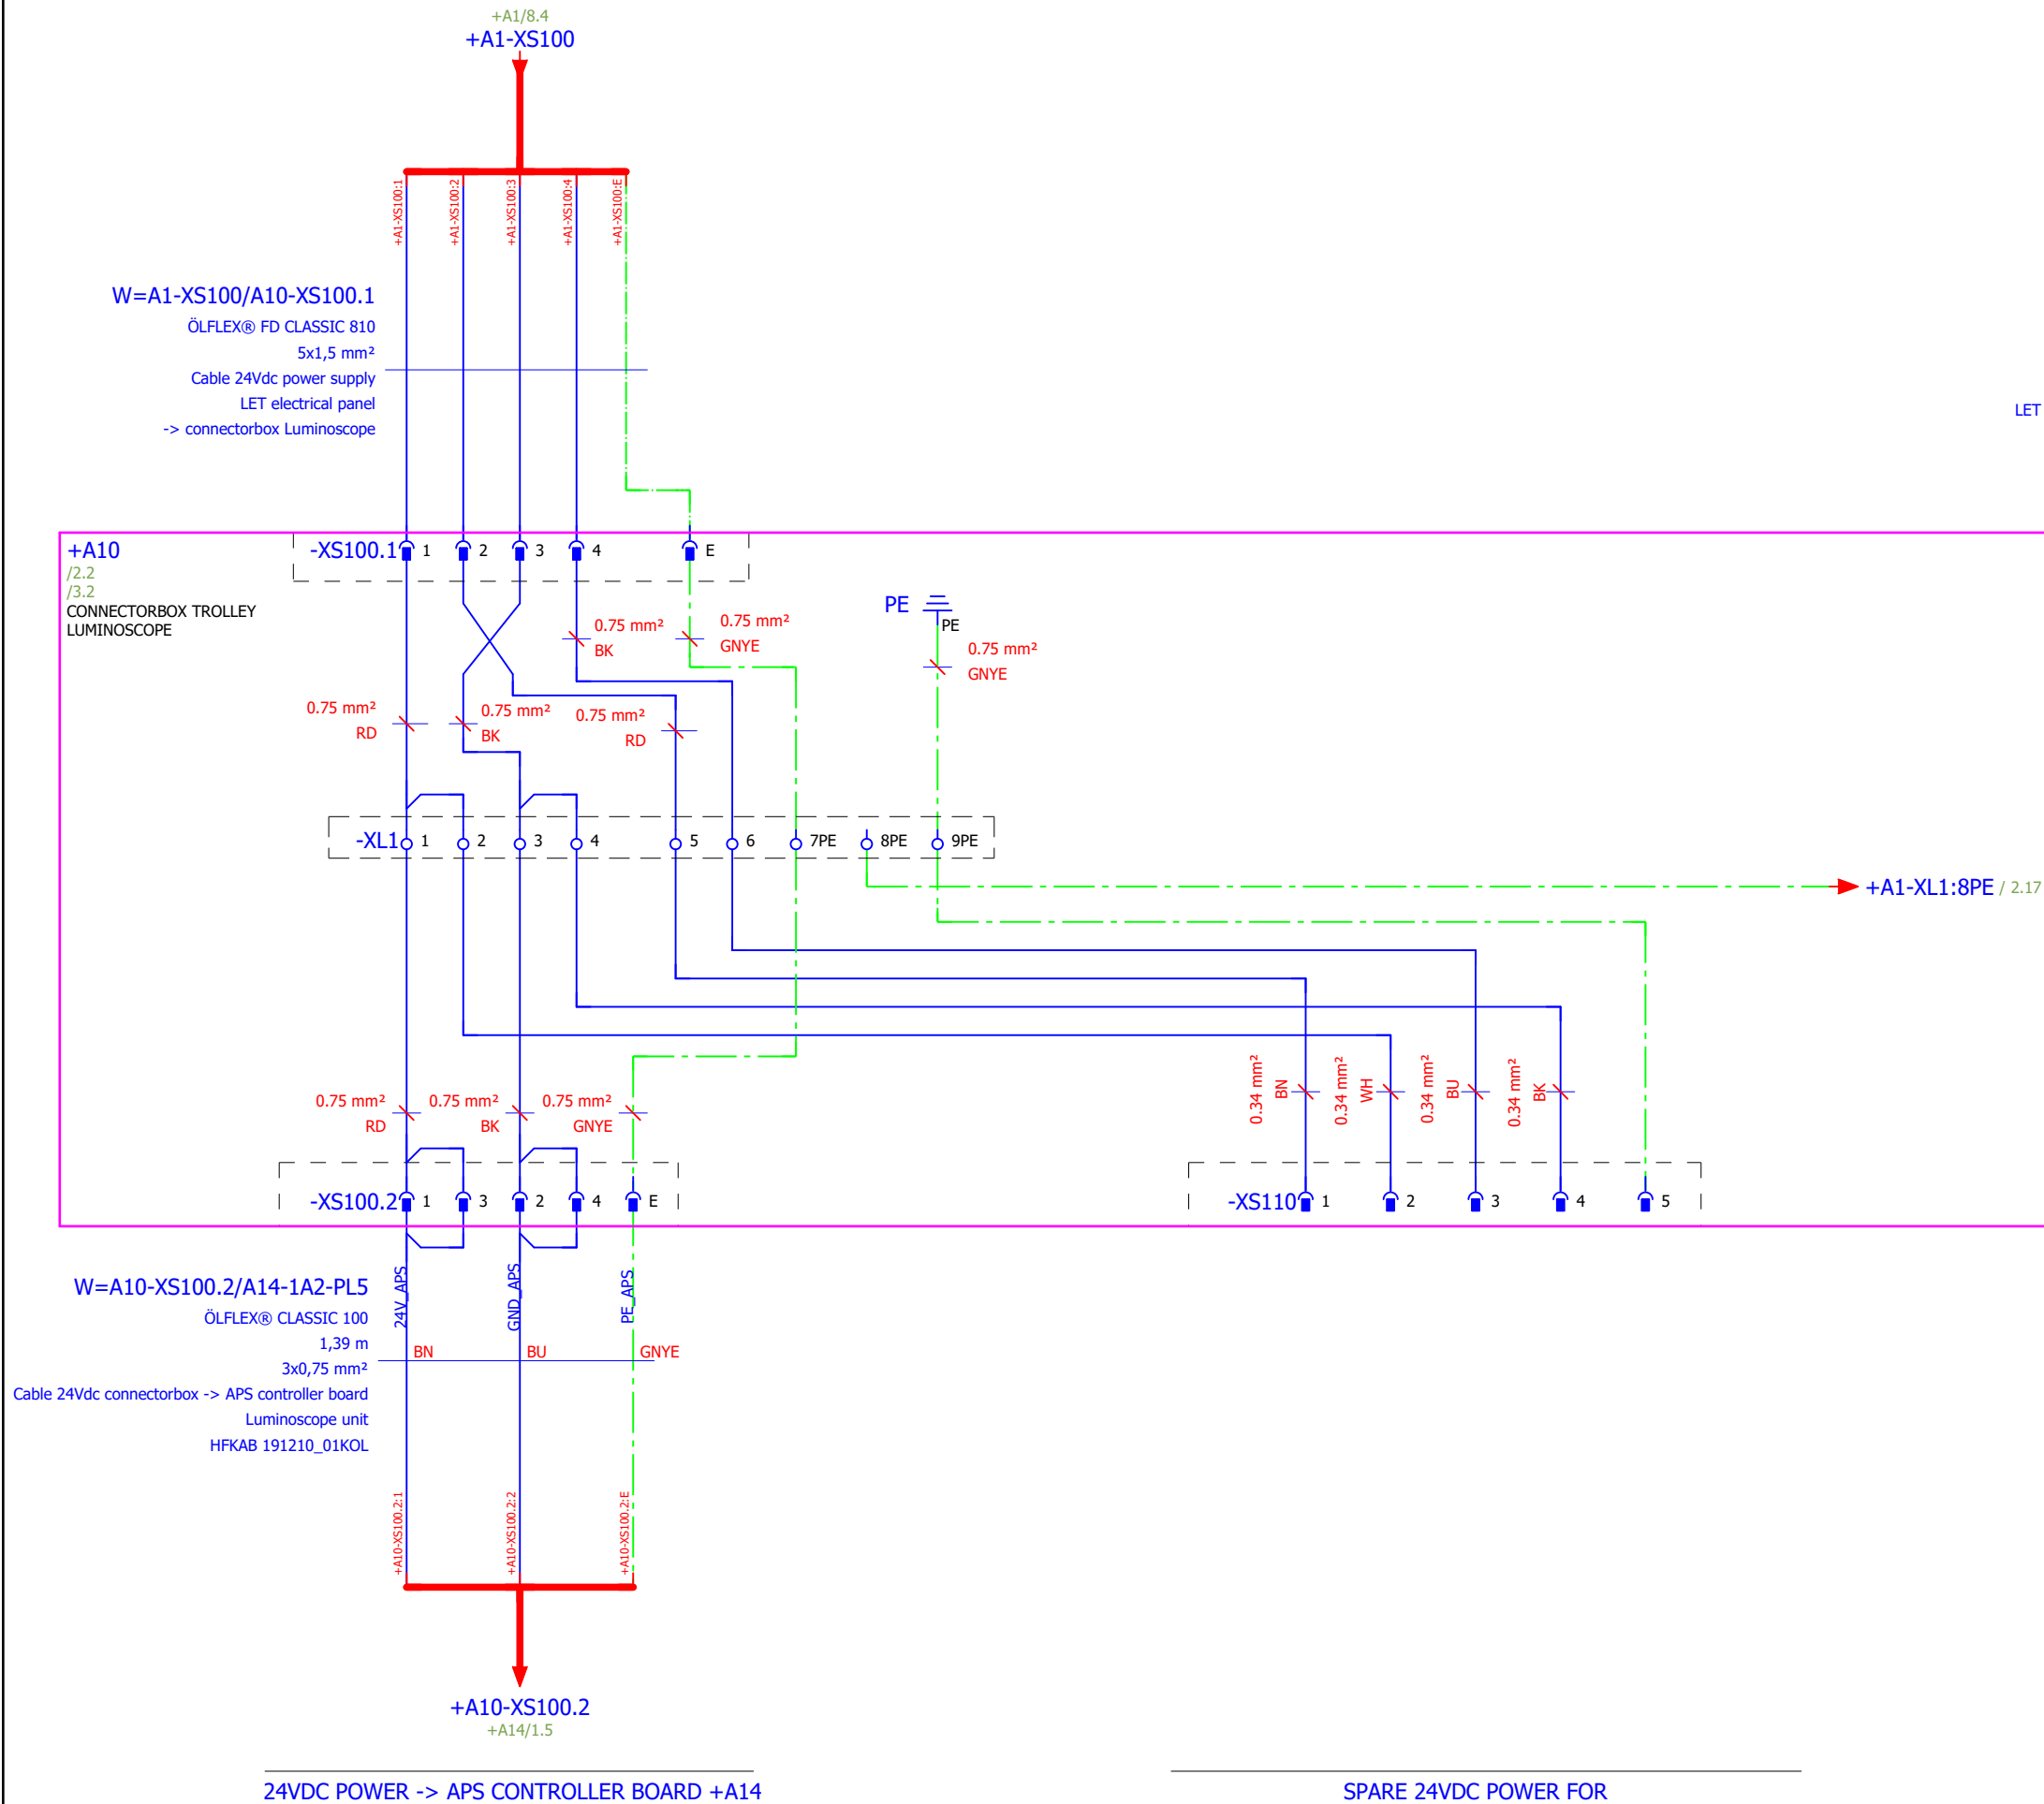 +A1/8.4
+A1-XS100
+A1-XS100:1
+A1-XS100:2
+A1-XS100:3
+A1-XS100:4
+A1-XS100:E
W=A1-XS100/A10-XS100.1
ÖLFLEX® FD CLASSIC 810
5x1,5 mm²
Cable 24Vdc power supply
LET electrical panel
-> connectorbox Luminoscope
LET
+A10
/2.2
/3.2
CONNECTORBOX TROLLEY
LUMINOSCOPE
-XS100.1 1 2 3 4 E
PE
PE
0.75 mm²
BK
0.75 mm²
GNYE
0.75 mm²
GNYE
0.75 mm²
RD
0.75 mm²
BK
0.75 mm²
RD
-XL1 1 2 3 4 5 6 7PE 8PE 9PE
+A1-XL1:8PE / 2.17
0.75 mm²
RD
0.75 mm²
BK
0.75 mm²
GNYE
0.34 mm²
BN
0.34 mm²
WH
0.34 mm²
BU
0.34 mm²
BK
-XS100.2 1 3 2 4 E
-XS110 1 2 3 4 5
24V_APS
GND_APS
PE_APS
W=A10-XS100.2/A14-1A2-PL5
ÖLFLEX® CLASSIC 100
1,39 m
3x0,75 mm²
Cable 24Vdc connectorbox -> APS controller board
Luminoscope unit
HFKAB 191210_01KOL
BN
BU
GNYE
+A10-XS100.2:1
+A10-XS100.2:2
+A10-XS100.2:E
+A10-XS100.2
+A14/1.5
24VDC POWER -> APS CONTROLLER BOARD +A14
SPARE 24VDC POWER FOR